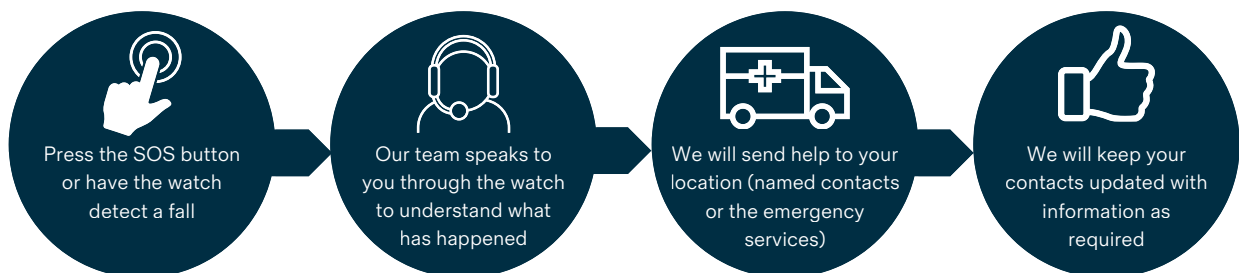 Press the SOS button
or have the watch
detect a fall
Our team speaks to
you through the watch
to understand what
has happened
We will send help to your
location (named contacts
or the emergency
services)
We will keep your
contacts updated with
information as
required